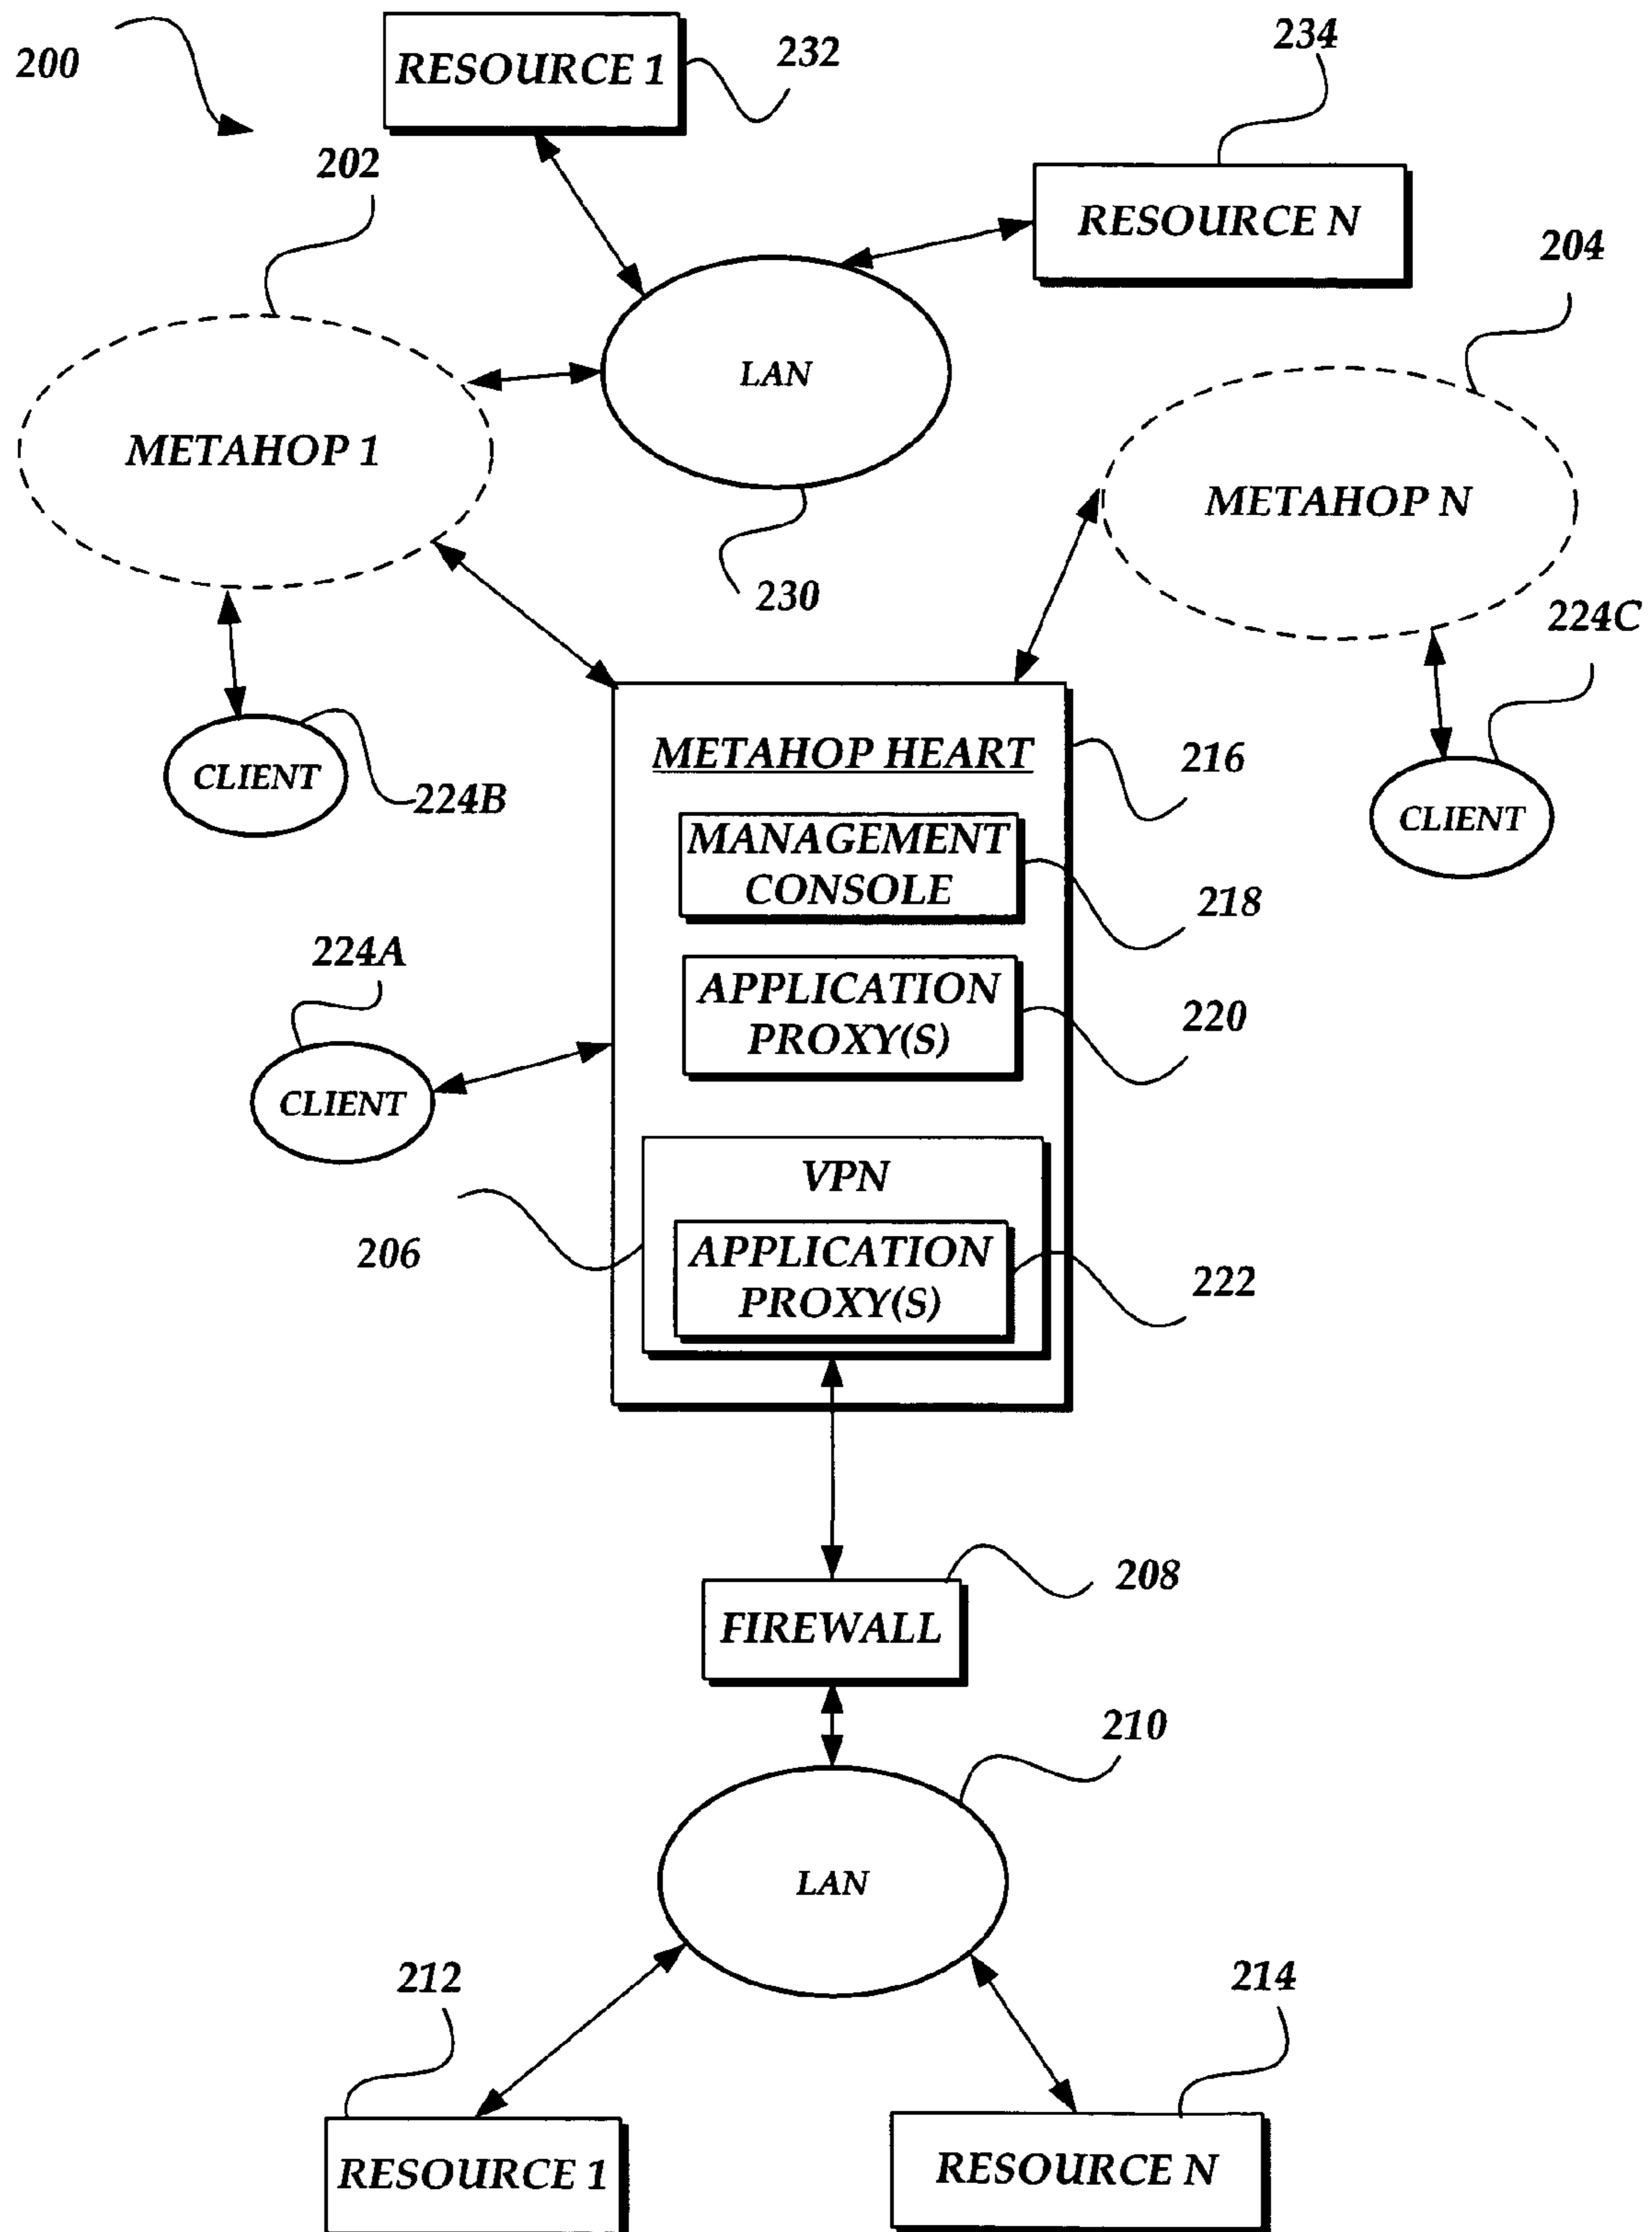 200
RESOURCE 1
232
234
202
RESOURCE N
204
LAN
METAHOP 1
METAHOP N
230
224C
METAHOP HEART
216
CLIENT
224B
CLIENT
MANAGEMENT
CONSOLE
218
224A
APPLICATION
PROXY(S)
220
CLIENT
VPN
206
APPLICATION
PROXY(S)
222
208
FIREWALL
210
LAN
212
214
RESOURCE 1
RESOURCE N